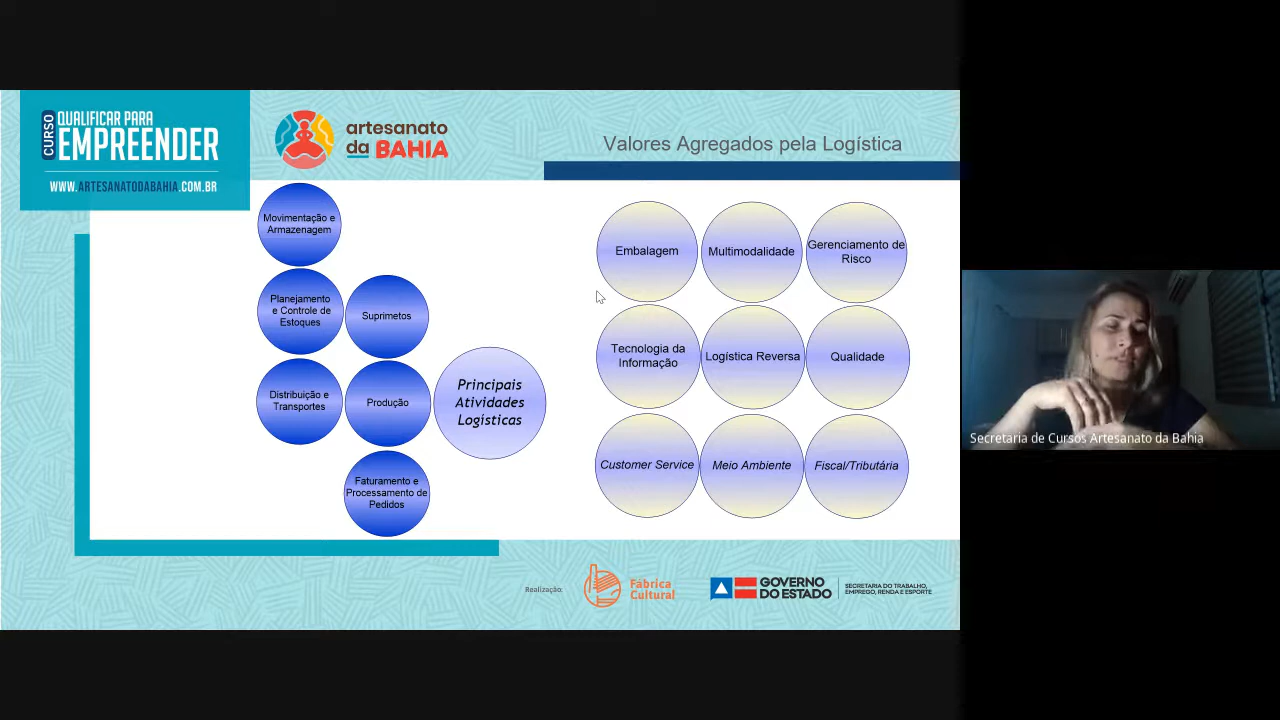 CURSO
QUALIFICAR PARA
EMPREENDER
WWW.ARTESANATODABAHIA.COM.BR
artesanato
da BAHIA
Valores Agregados pela Logística
Movimentação e
Armazenagem
Planejamento
e Controle de
Estoques
Suprimetos
Distribuição e
Transportes
Produção
Principais
Atividades
Logísticas
Faturamento e
Processamento de
Pedidos
Embalagem
Multimodalidade
Gerenciamento de
Risco
Tecnologia da
Informação
Logística Reversa
Qualidade
Customer Service
Meio Ambiente
Fiscal/Tributária
Secretaria de Cursos Artesanato da Bahia
Realização:
Fábrica
Cultural
GOVERNO
DO ESTADO
SECRETARIA DO TRABALHO,
EMPREGO, RENDA E ESPORTE